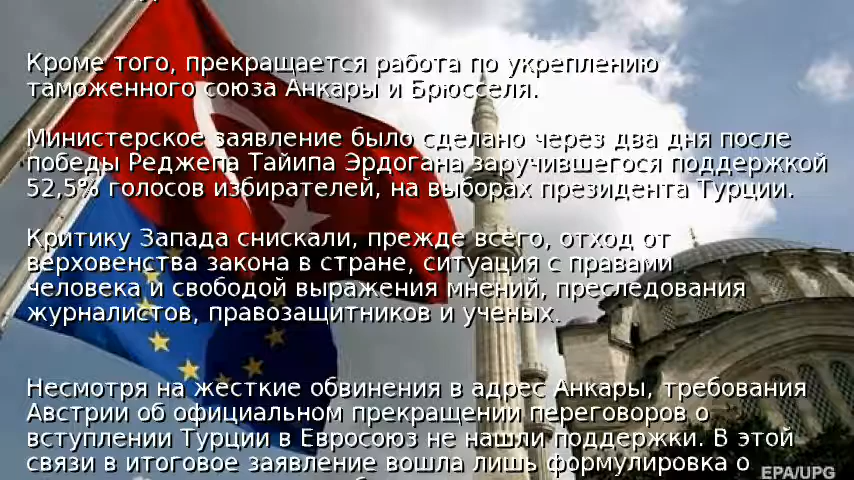 Кроме того, прекращается работа по укреплению
таможенного союза Анкары и Брюсселя.
Министерское заявление было сделано через два дня после
победы Реджепа Тайипа Эрдогана заручившегося поддержкой
52,5% голосов избирателей, на выборах президента Турции.
Критику Запада снискали, прежде всего, отход от
верховенства закона в стране, ситуация с правами
человека и свободой выражения мнений, преследования
журналистов, правозащитников и ученых.
Несмотря на жесткие обвинения в адрес Анкары, требования
Австрии об официальном прекращении переговоров о
вступлении Турции в Евросоюз не нашли поддержки. В этой
связи в итоговое заявление вошла лишь формулировка о
EPA/UPG